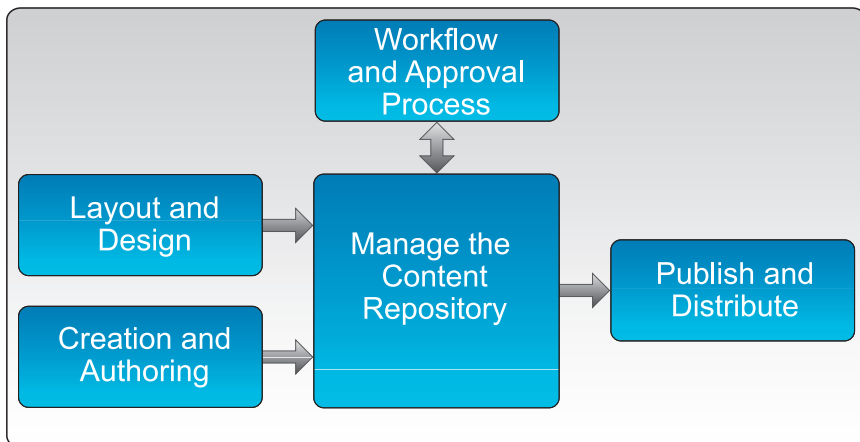 Workflow
and Approval
Process
Layout and
Design
Manage the
Content
Repository
Publish and
Distribute
Creation and
Authoring